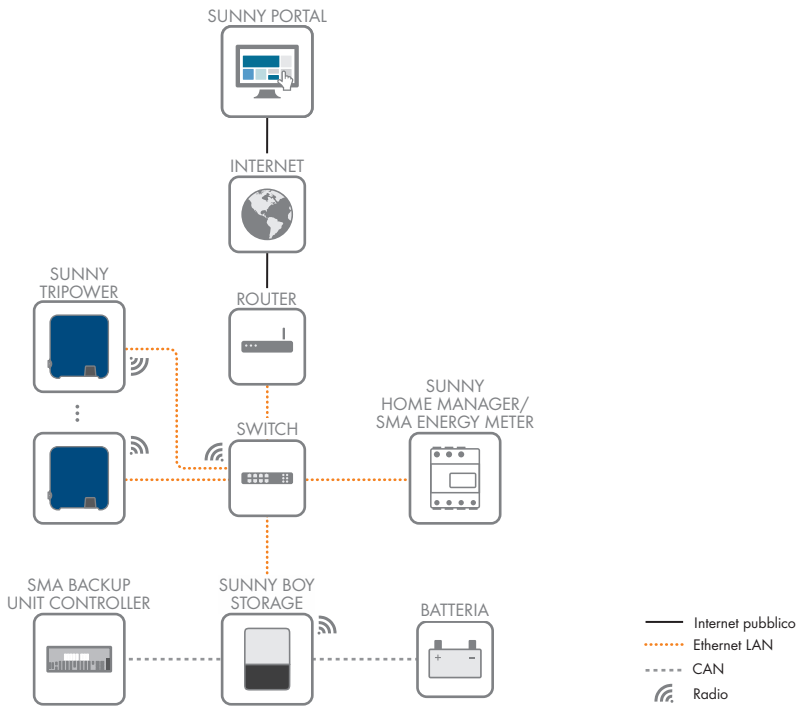 SUNNY PORTAL
INTERNET
SUNNY
TRIPOWER
ROUTER
SUNNY
HOME MANAGER/
SMA ENERGY METER
SWITCH
SMA BACKUP
UNIT CONTROLLER
SUNNY BOY
STORAGE
BATTERIA
+ −
Internet pubblico
Ethernet LAN
CAN
Radio